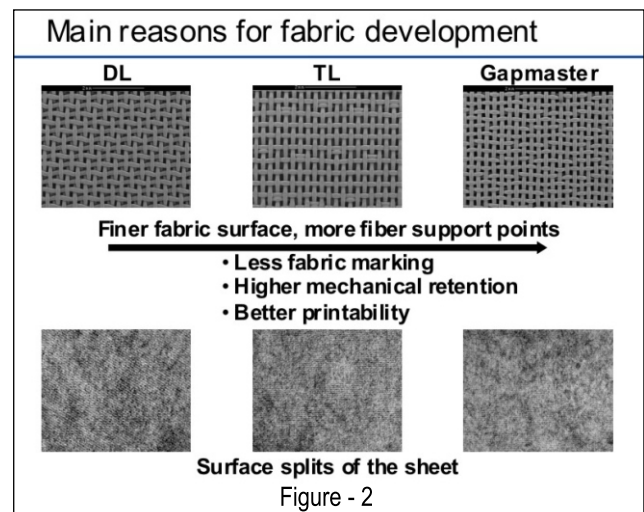 Main reasons for fabric development
DL
TL
Gapmaster
2mm
Finer fabric surface, more fiber support points
• Less fabric marking
• Higher mechanical retention
• Better printability
Surface splits of the sheet
Figure - 2